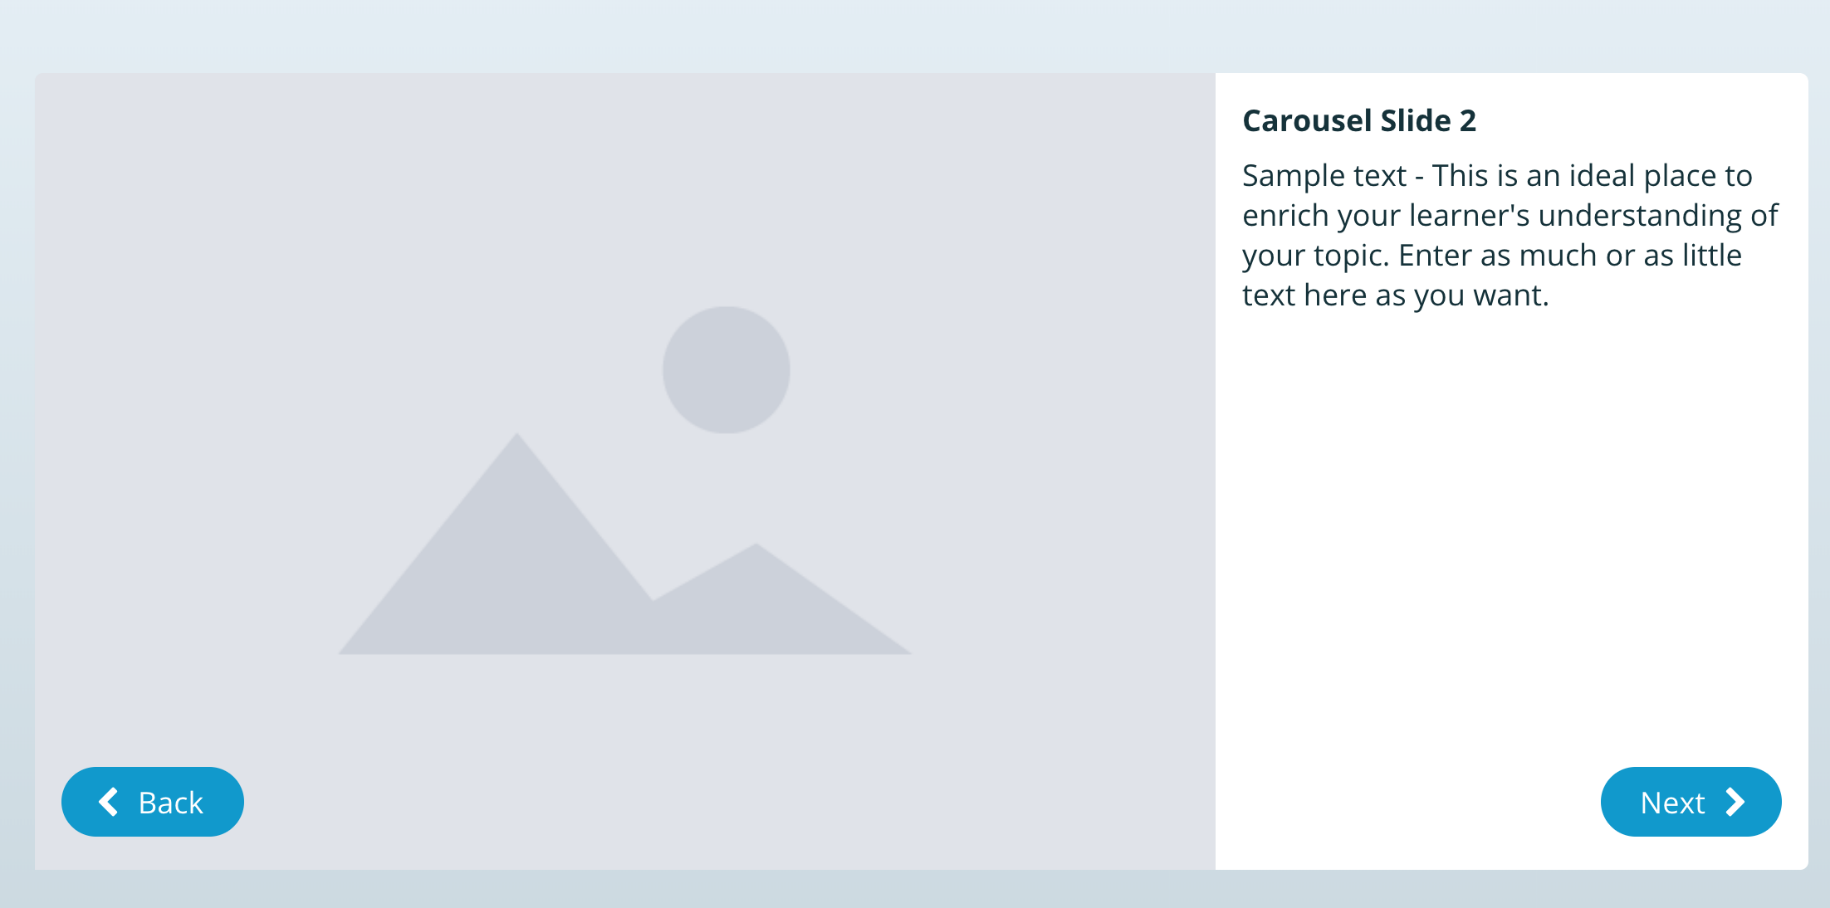 Carousel Slide 2
Sample text - This is an ideal place to
enrich your learner's understanding of
your topic. Enter as much or as little
text here as you want.
Back
Next